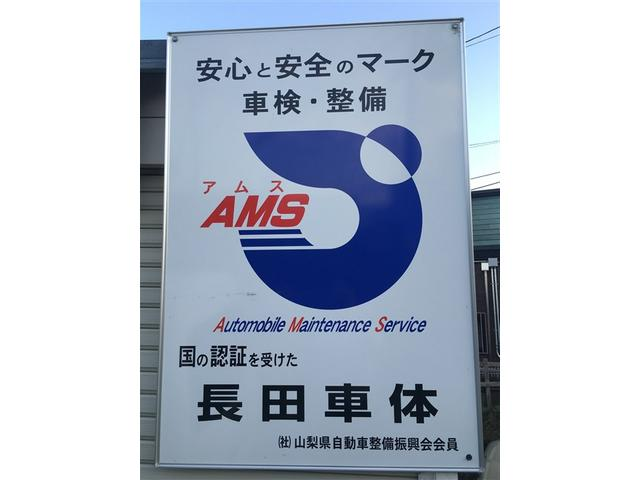 安心と安全のマーク
車検・整備
アムス
AMS
Automobile Maintenance Service
国の認証を受けた
長田車体
㈳山梨県自動車整備振興会会員